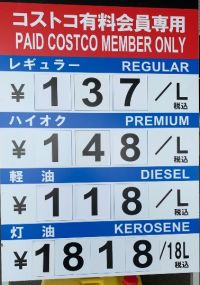 コストコ有料会員専用
PAID COSTCO MEMBER ONLY
レギュラー REGULAR
¥137/L 税込
ハイオク PREMIUM
¥148/L 税込
軽油 DIESEL
¥118/L 税込
灯油 KEROSENE
¥1818/18L 税込